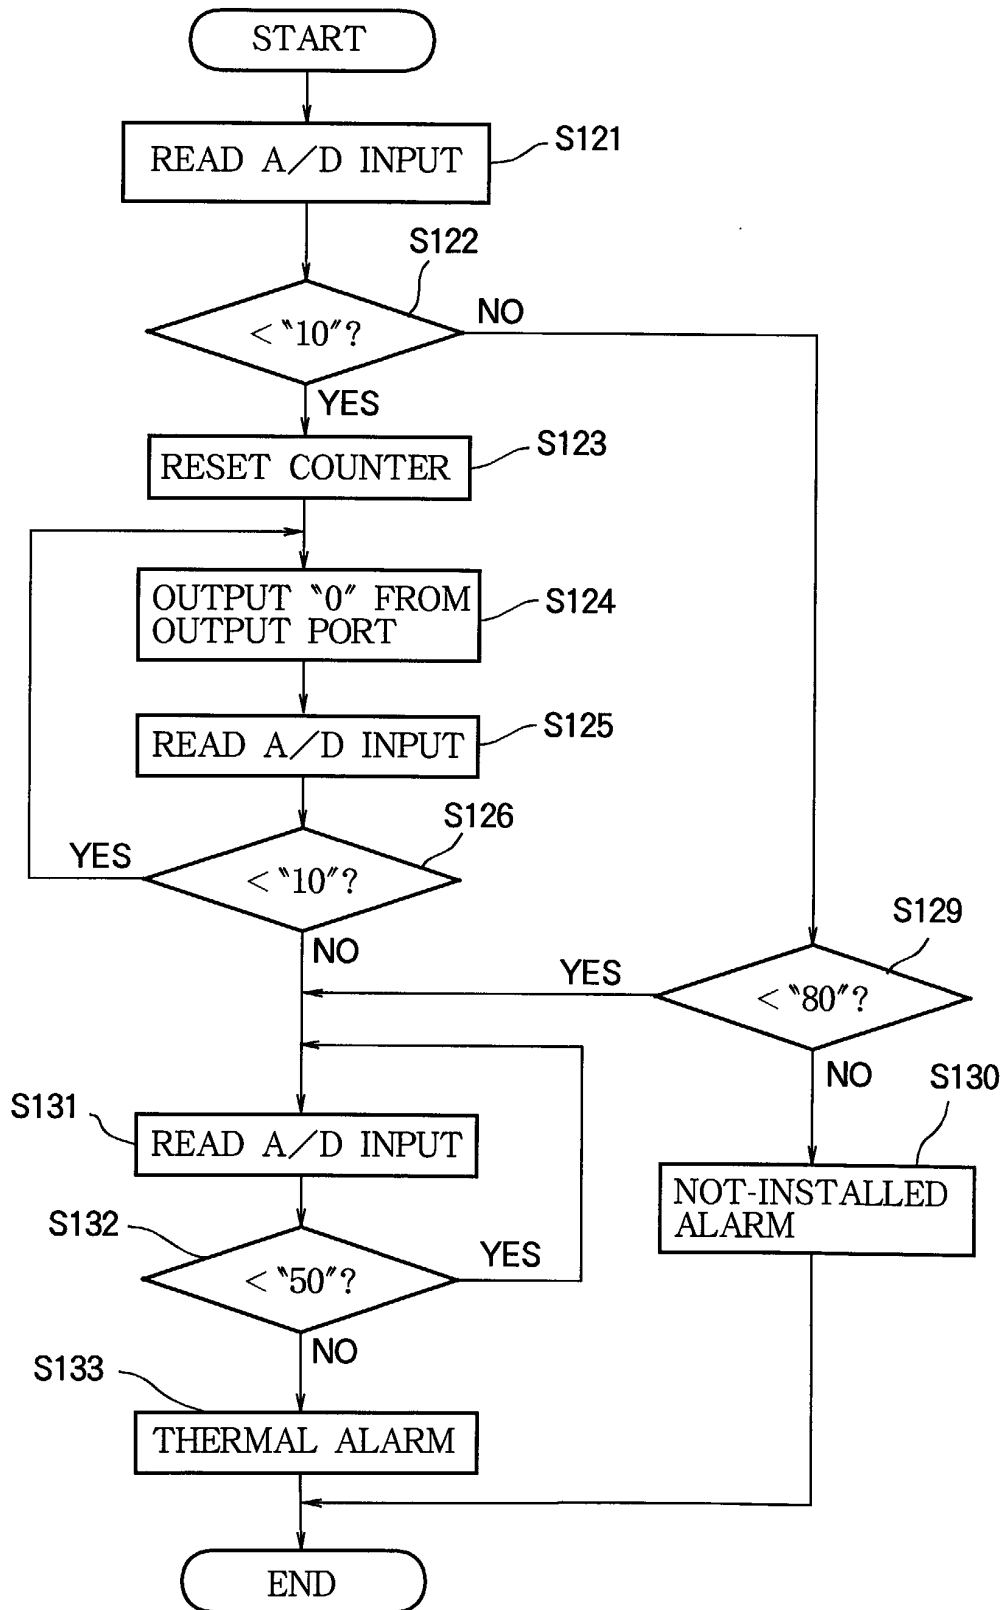 START
READ A/D INPUT
S121
S122
< "10"?
NO
YES
RESET COUNTER
S123
OUTPUT "0" FROM
OUTPUT PORT
S124
READ A/D INPUT
S125
S126
YES
< "10"?
NO
S129
YES
< "80"?
NO
S130
NOT-INSTALLED
ALARM
S131
READ A/D INPUT
S132
< "50"?
YES
NO
S133
THERMAL ALARM
END